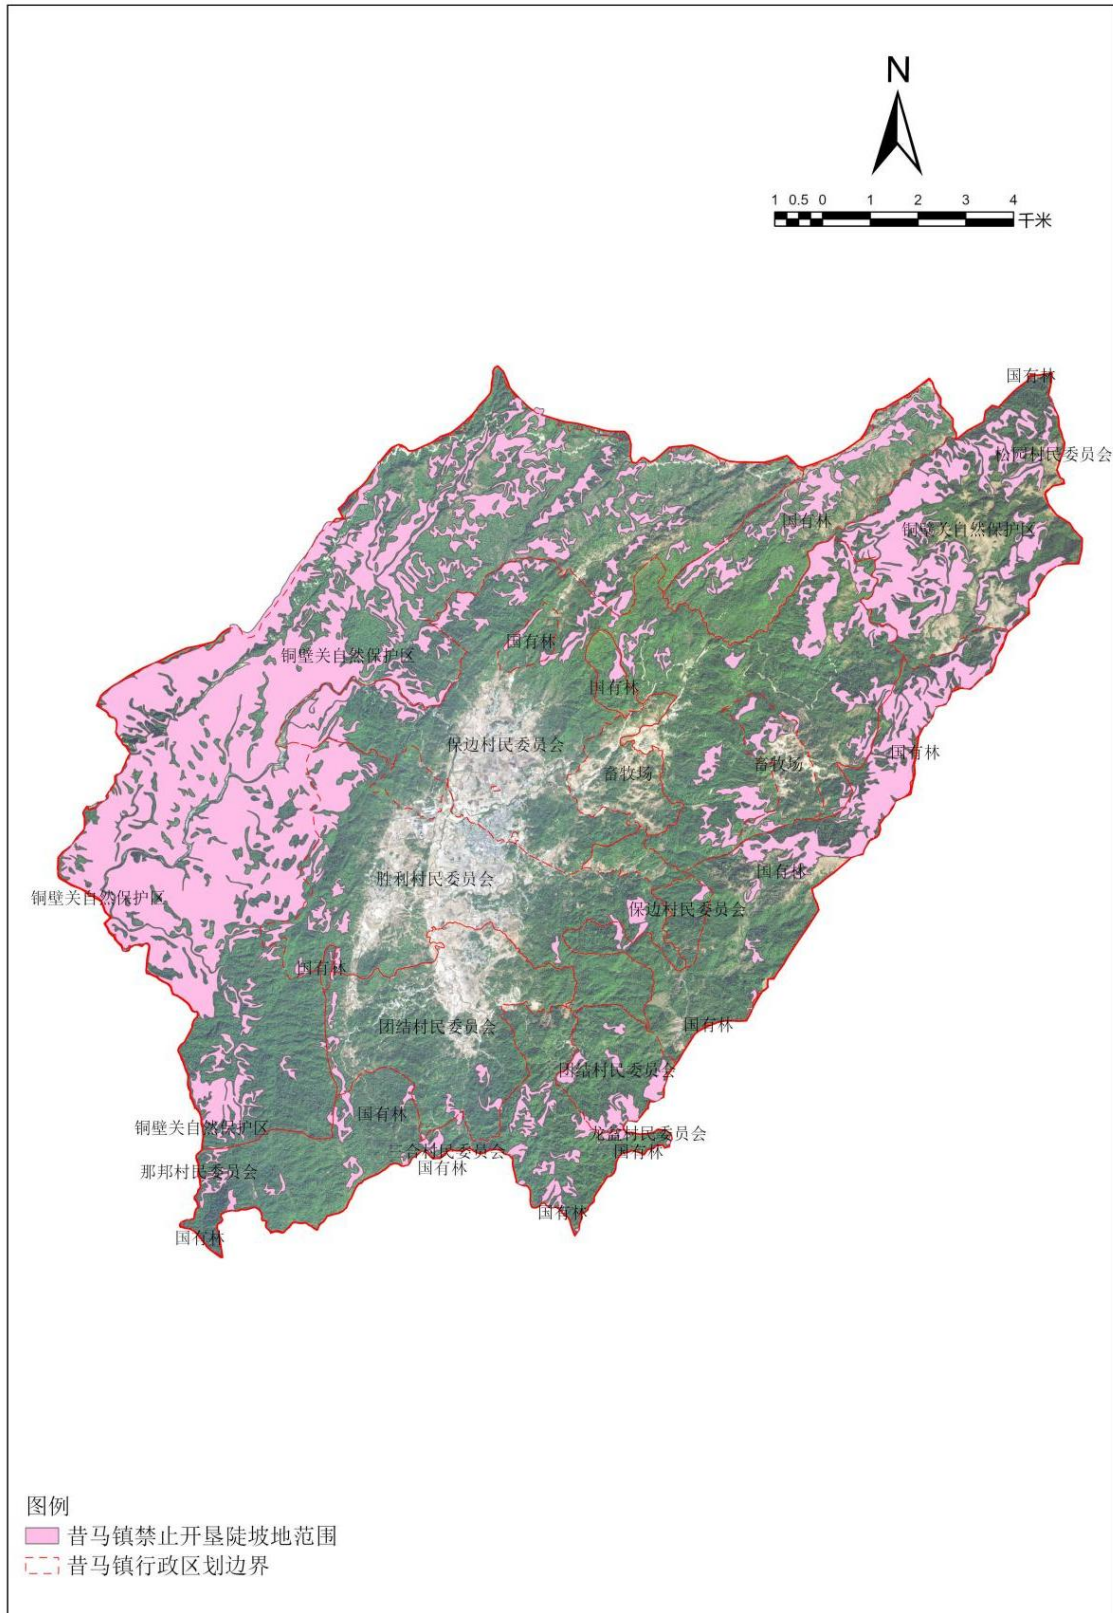 N
1 0.5 0 1 2 3 4
千米
国有林
松园村民委员会
国有林
铜壁关自然保护区
国有林
铜壁关自然保护区
国有林
保边村民委员会
国有林
畜牧场
畜牧场
国有林
胜利村民委员会
铜壁关自然保护区
保边村民委员会
国有林
团结村民委员会
国有林
团结村民委员会
国有林
铜壁关自然保护区
龙盆村民委员会
合村民委员会
国有林
国有林
那邦村民委员会
国有林
国有林
图例
昔马镇禁止开垦陡坡地范围
昔马镇行政区划边界